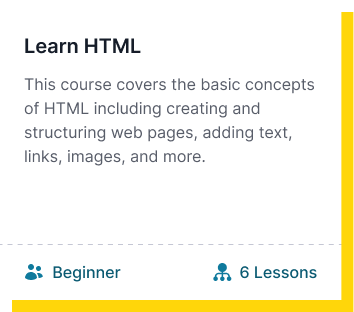 Learn HTML
This course covers the basic concepts
of HTML including creating and
structuring web pages, adding text,
links, images, and more.
Beginner
6 Lessons